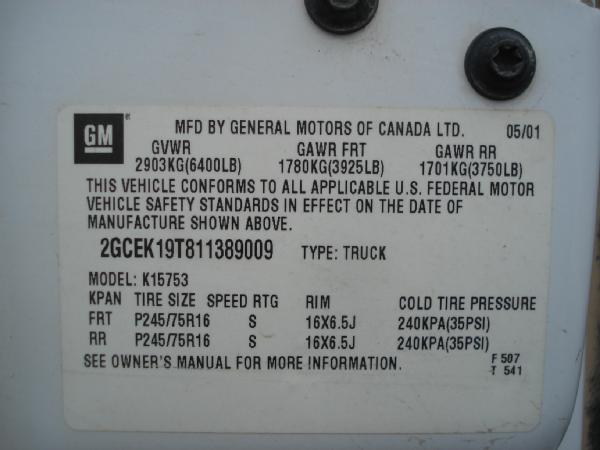 GM
MFD BY GENERAL MOTORS OF CANADA LTD. 05/01
GVWR GAWR FRT GAWR RR
2903KG(6400LB) 1780KG(3925LB) 1701KG(3750LB)
THIS VEHICLE CONFORMS TO ALL APPLICABLE U.S. FEDERAL MOTOR
VEHICLE SAFETY STANDARDS IN EFFECT ON THE DATE OF
MANUFACTURE SHOWN ABOVE.
2GCEK19T811389009 TYPE: TRUCK
MODEL: K15753
KPAN TIRE SIZE SPEED RTG RIM COLD TIRE PRESSURE
FRT P245/75R16 S 16X6.5J 240KPA(35PSI)
RR P245/75R16 S 16X6.5J 240KPA(35PSI)
SEE OWNER'S MANUAL FOR MORE INFORMATION. F 507
T 541